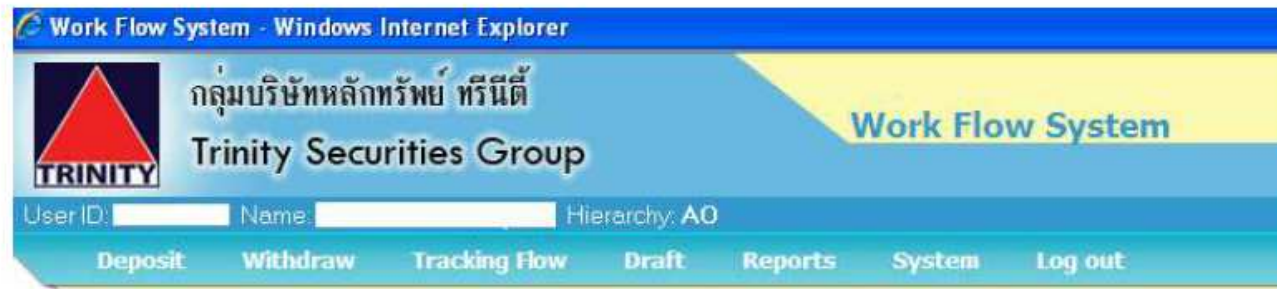 Work Flow System - Windows Internet Explorer
กลุ่มบริษัทหลักทรัพย์ ทรีนีตี้
Trinity Securities Group
TRINITY
Work Flow System
User ID: Name: Hierarchy: AO
Deposit Withdraw Tracking Flow Draft Reports System Log out